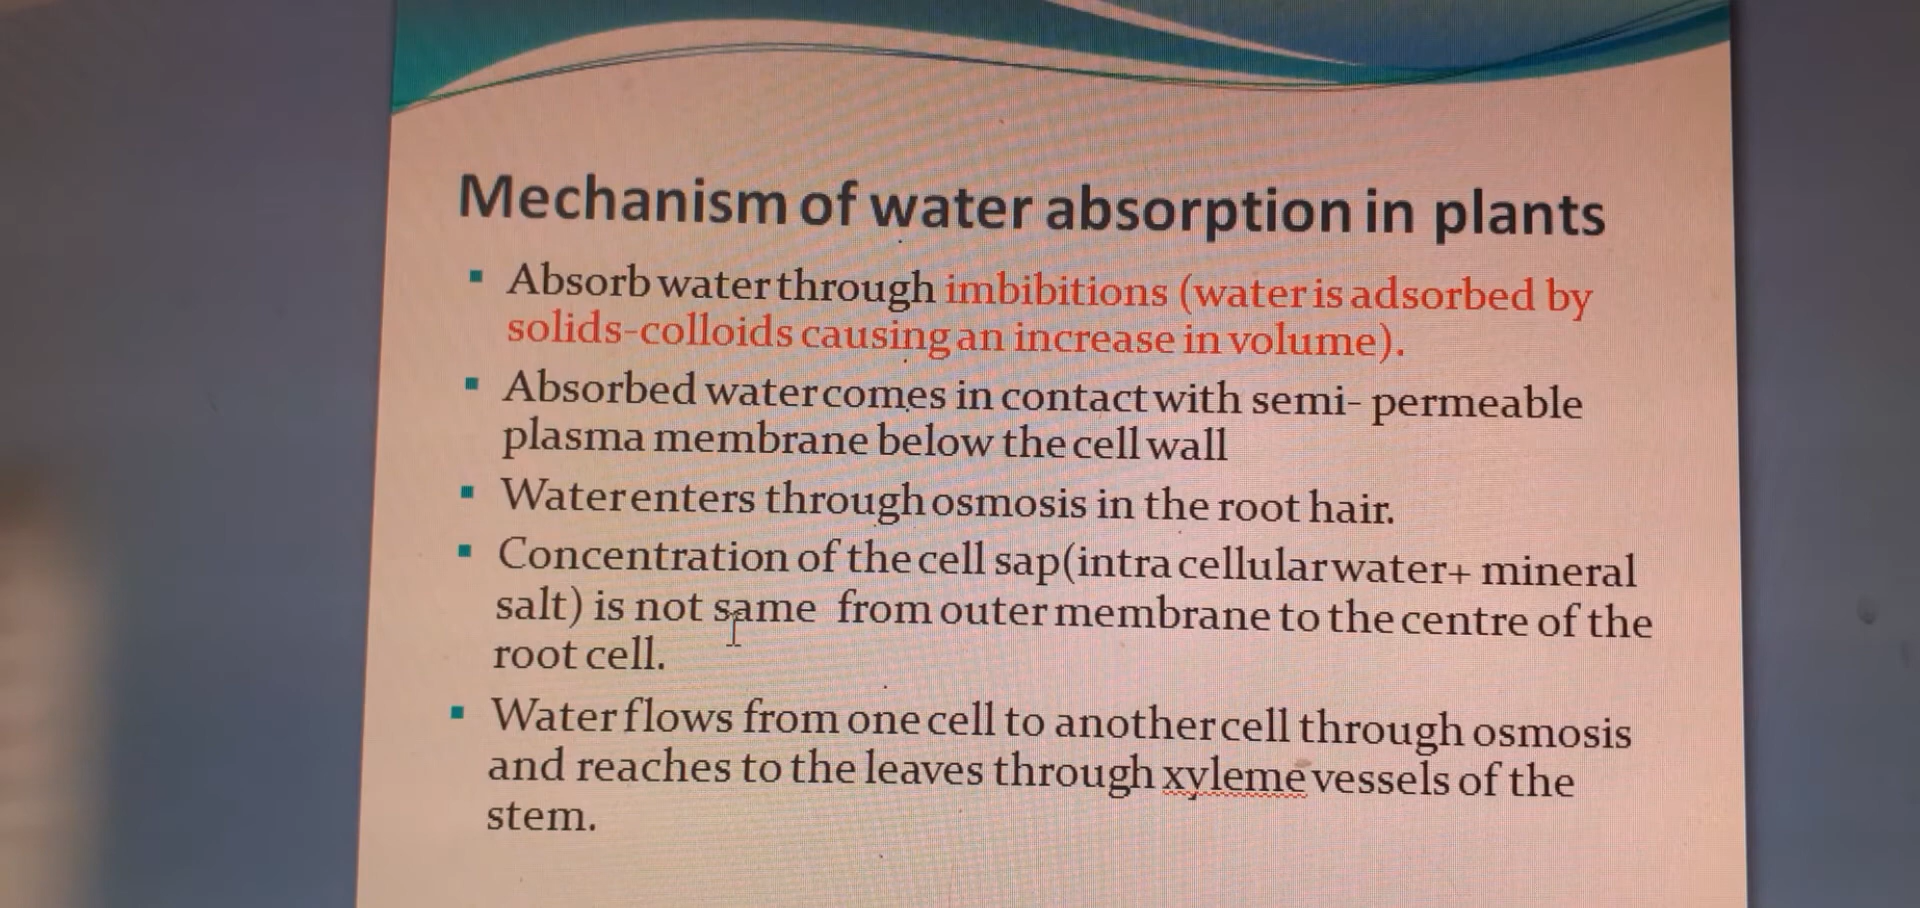 Mechanism of water absorption in plants
▪ Absorb water through imbibitions (water is adsorbed by
solids-colloids causing an increase in volume).
▪ Absorbed water comes in contact with semi- permeable
plasma membrane below the cell wall
▪ Water enters through osmosis in the root hair.
▪ Concentration of the cell sap(intra cellular water+ mineral
salt) is not same from outer membrane to the centre of the
root cell.
▪ Water flows from one cell to another cell through osmosis
and reaches to the leaves through xyleme vessels of the
stem.